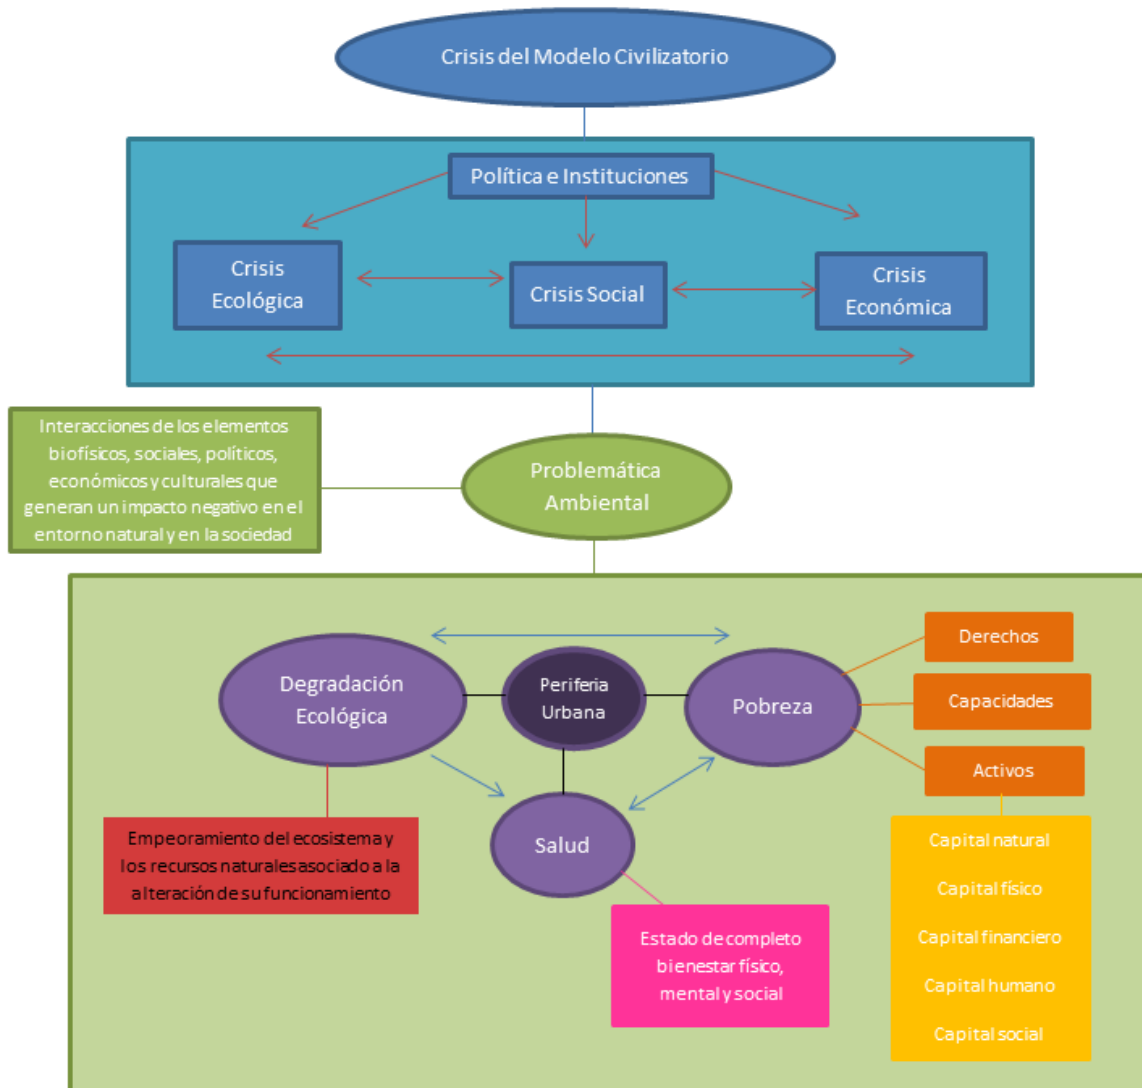 Crisis del Modelo Civilizatorio
Política e Instituciones
Crisis
Ecológica
Crisis Social
Crisis
Económica
Interacciones de los elementos
biofísicos, sociales, políticos,
económicos y culturales que
generan un impacto negativo en el
entorno natural y en la sociedad
Problemática
Ambiental
Degradación
Ecológica
Periferia
Urbana
Pobreza
Derechos
Capacidades
Activos
Salud
Empeoramiento del ecosistema y
los recursos naturales asociado a la
alteración de su funcionamiento
Estado de completo
bienestar físico,
mental y social
Capital natural
Capital físico
Capital financiero
Capital humano
Capital social